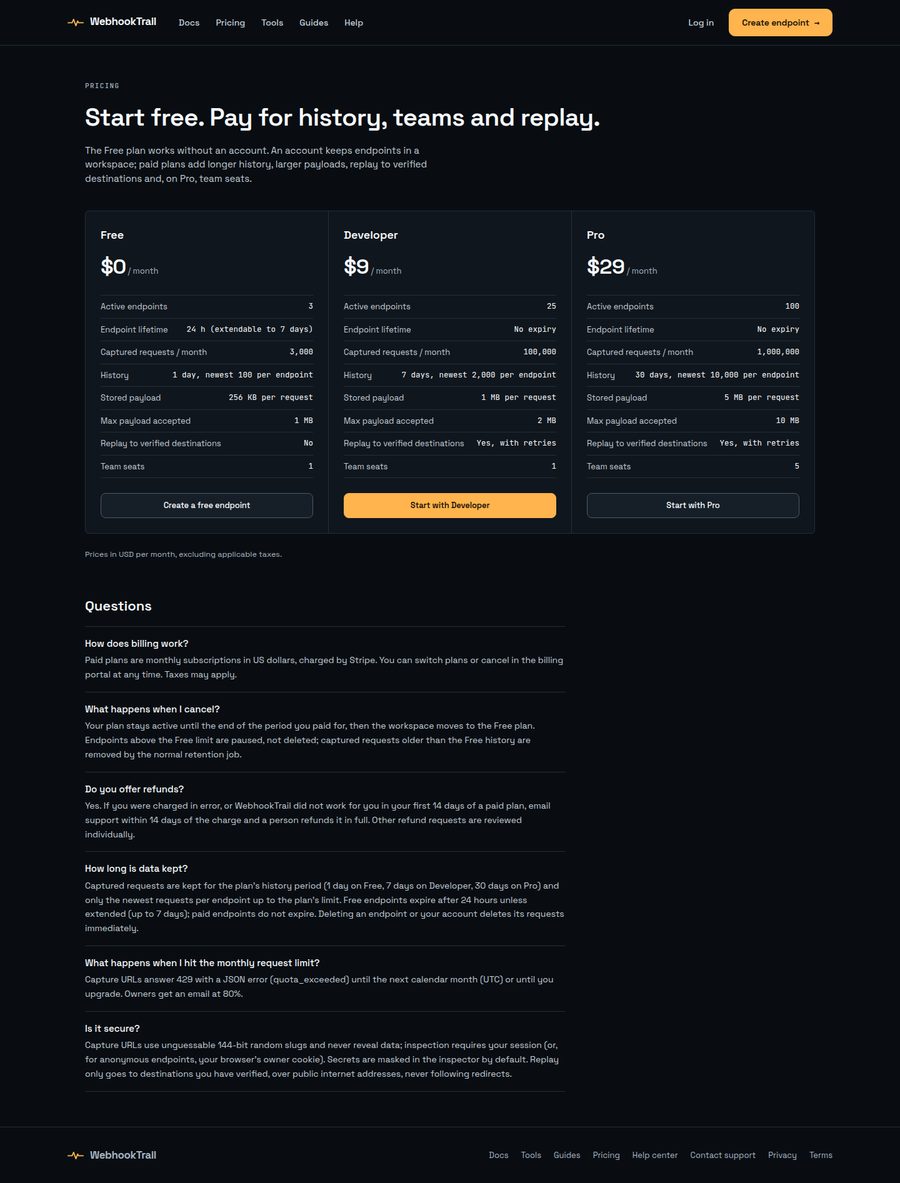 WebhookTrail Docs Pricing Tools Guides Help Log in Create endpoint →
PRICING
Start free. Pay for history, teams and replay.
The Free plan works without an account. An account keeps endpoints in a
workspace; paid plans add longer history, larger payloads, replay to verified
destinations and, on Pro, team seats.
Free
$0 / month
Active endpoints 3
Endpoint lifetime 24 h (extendable to 7 days)
Captured requests / month 3,000
History 1 day, newest 100 per endpoint
Stored payload 256 KB per request
Max payload accepted 1 MB
Replay to verified destinations No
Team seats 1
Create a free endpoint
Developer
$9 / month
Active endpoints 25
Endpoint lifetime No expiry
Captured requests / month 100,000
History 7 days, newest 2,000 per endpoint
Stored payload 1 MB per request
Max payload accepted 2 MB
Replay to verified destinations Yes, with retries
Team seats 1
Start with Developer
Pro
$29 / month
Active endpoints 100
Endpoint lifetime No expiry
Captured requests / month 1,000,000
History 30 days, newest 10,000 per endpoint
Stored payload 5 MB per request
Max payload accepted 10 MB
Replay to verified destinations Yes, with retries
Team seats 5
Start with Pro
Prices in USD per month, excluding applicable taxes.
Questions
How does billing work?
Paid plans are monthly subscriptions in US dollars, charged by Stripe. You can switch plans or cancel in the billing
portal at any time. Taxes may apply.
What happens when I cancel?
Your plan stays active until the end of the period you paid for, then the workspace moves to the Free plan.
Endpoints above the Free limit are paused, not deleted; captured requests older than the Free history are
removed by the normal retention job.
Do you offer refunds?
Yes. If you were charged in error, or WebhookTrail did not work for you in your first 14 days of a paid plan, email
support within 14 days of the charge and a person refunds it in full. Other refund requests are reviewed
individually.
How long is data kept?
Captured requests are kept for the plan's history period (1 day on Free, 7 days on Developer, 30 days on Pro) and
only the newest requests per endpoint up to the plan's limit. Free endpoints expire after 24 hours unless
extended (up to 7 days); paid endpoints do not expire. Deleting an endpoint or your account deletes its requests
immediately.
What happens when I hit the monthly request limit?
Capture URLs answer 429 with a JSON error (quota_exceeded) until the next calendar month (UTC) or until you
upgrade. Owners get an email at 80%.
Is it secure?
Capture URLs use unguessable 144-bit random slugs and never reveal data; inspection requires your session (or,
for anonymous endpoints, your browser's owner cookie). Secrets are masked in the inspector by default. Replay
only goes to destinations you have verified, over public internet addresses, never following redirects.
WebhookTrail Docs Tools Guides Pricing Help center Contact support Privacy Terms